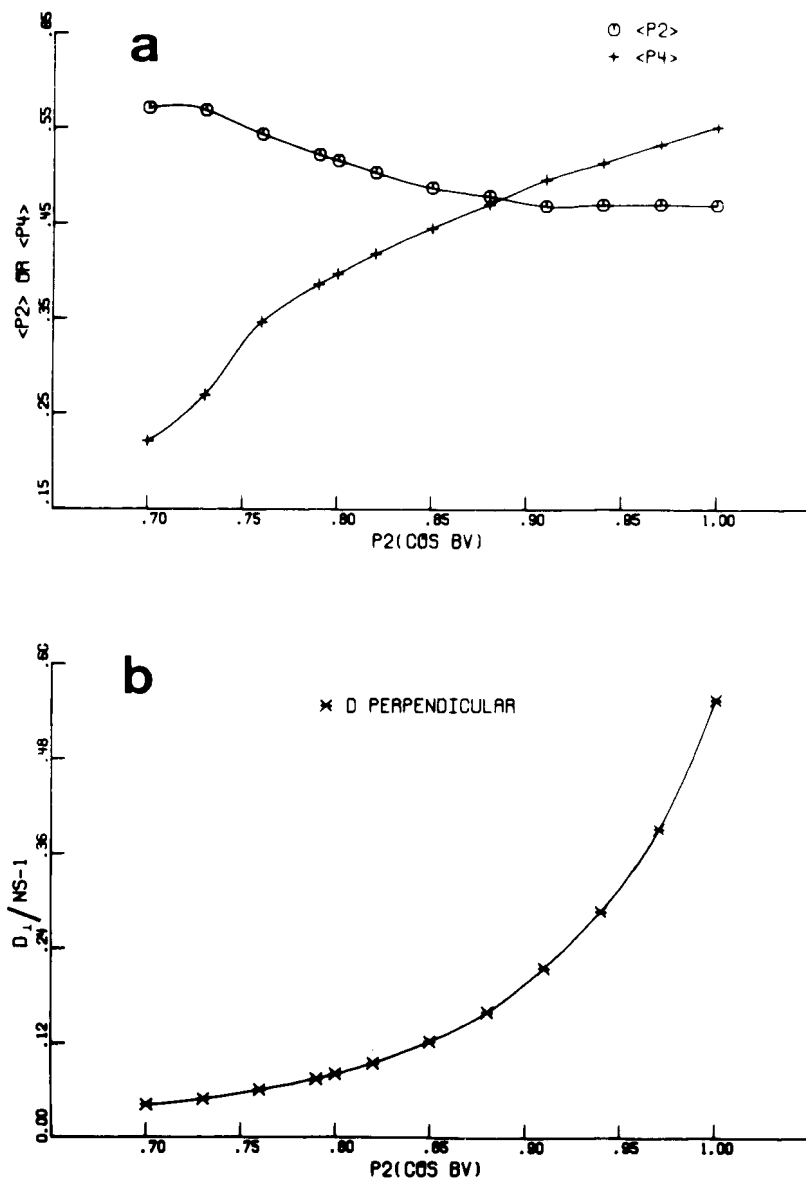 a
<P2>
<P4>
.65
.55
.45
.35
.25
.15
<P2> OR <P4>
.70 .75 .80 .85 .90 .95 1.00
P2(COS BV)
b
D PERPENDICULAR
.60
.48
.36
.24
.12
0.00
D⊥/NS-1
.70 .75 .80 .85 .90 .95 1.00
P2(COS BV)